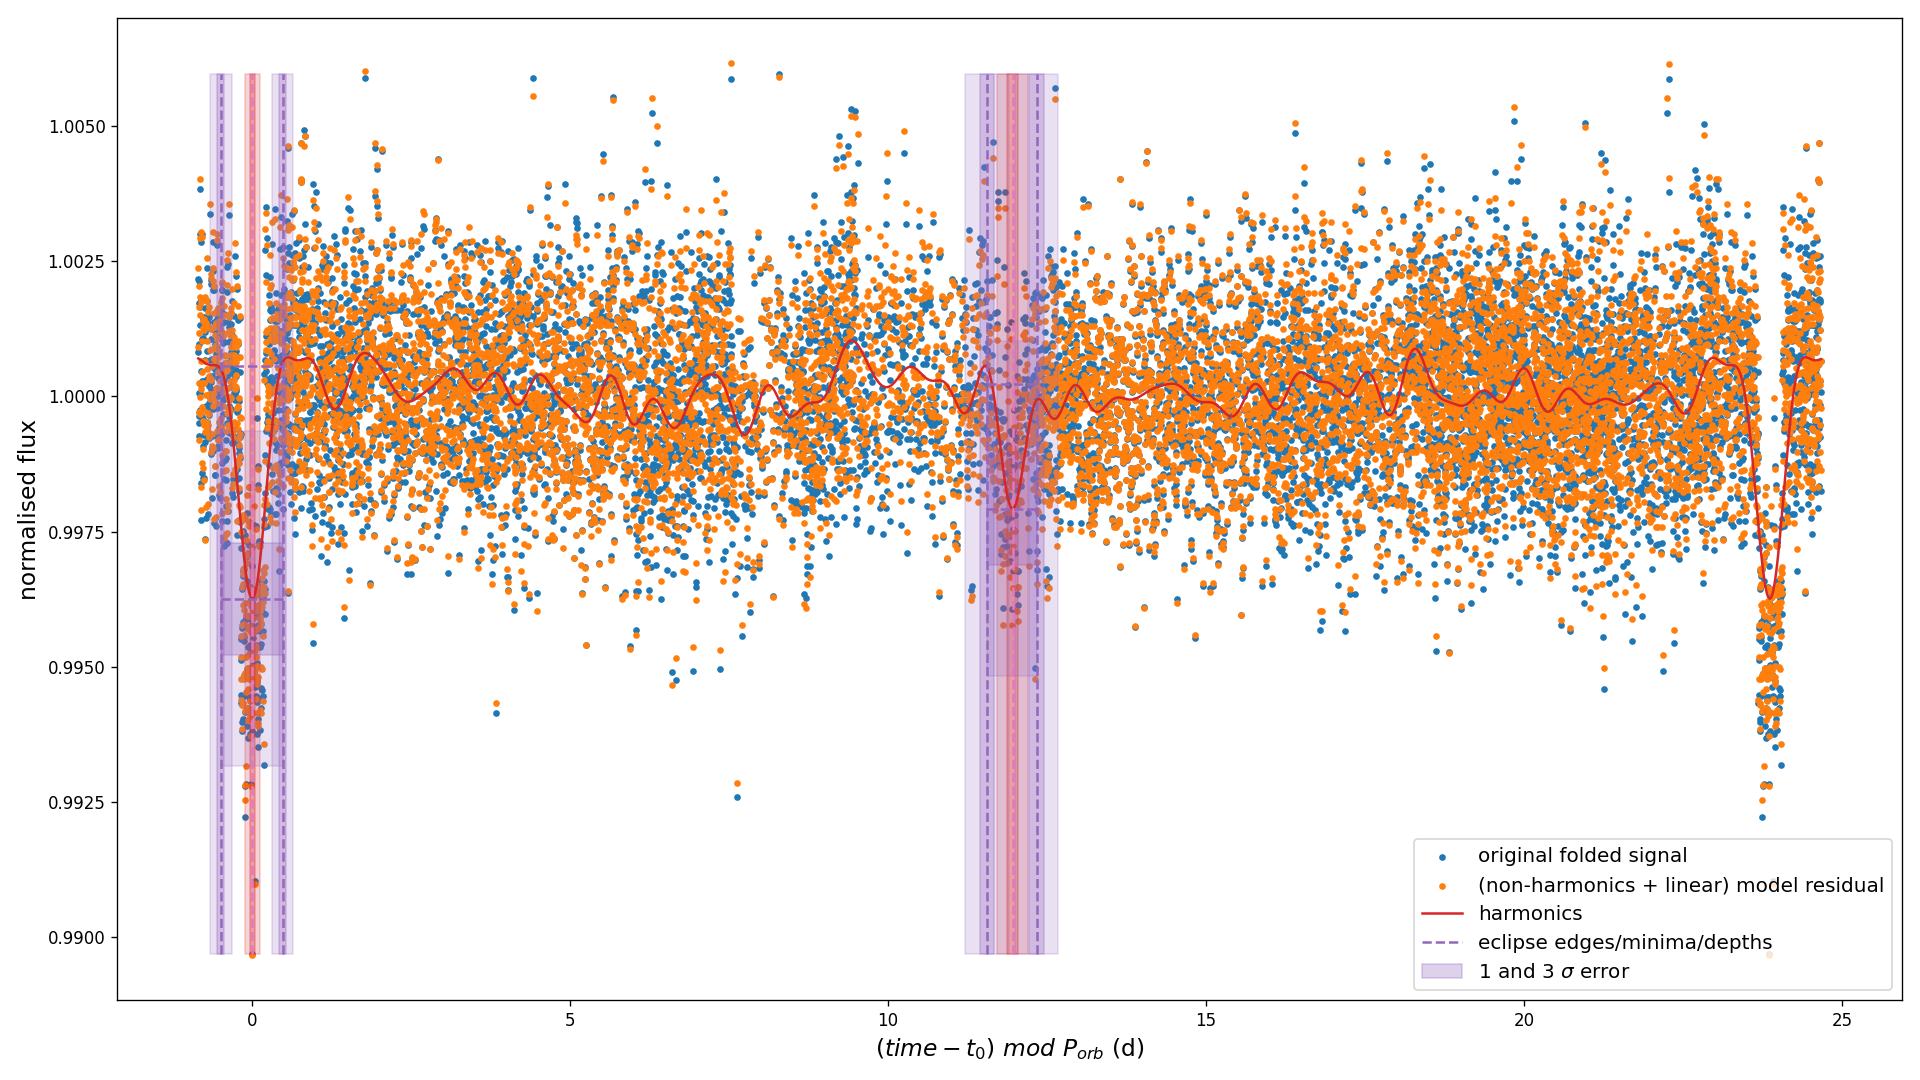 normalised flux
1.0050
1.0025
1.0000
0.9975
0.9950
0.9925
0.9900
0
5
10
15
20
25
(time − t₀) mod Pₒᵣb (d)
original folded signal
(non-harmonics + linear) model residual
harmonics
eclipse edges/minima/depths
1 and 3 σ error